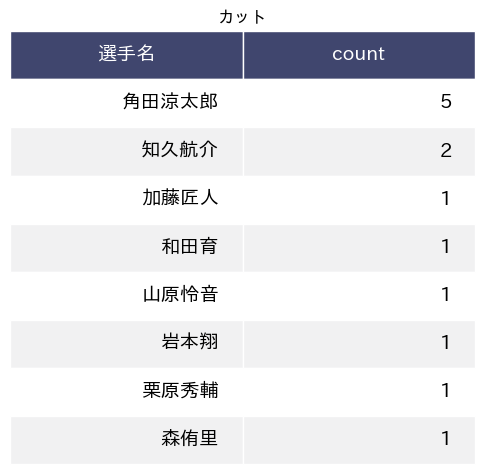 カット
選手名 count
角田涼太郎 5
知久航介 2
加藤匠人 1
和田育 1
山原怜音 1
岩本翔 1
栗原秀輔 1
森侑里 1